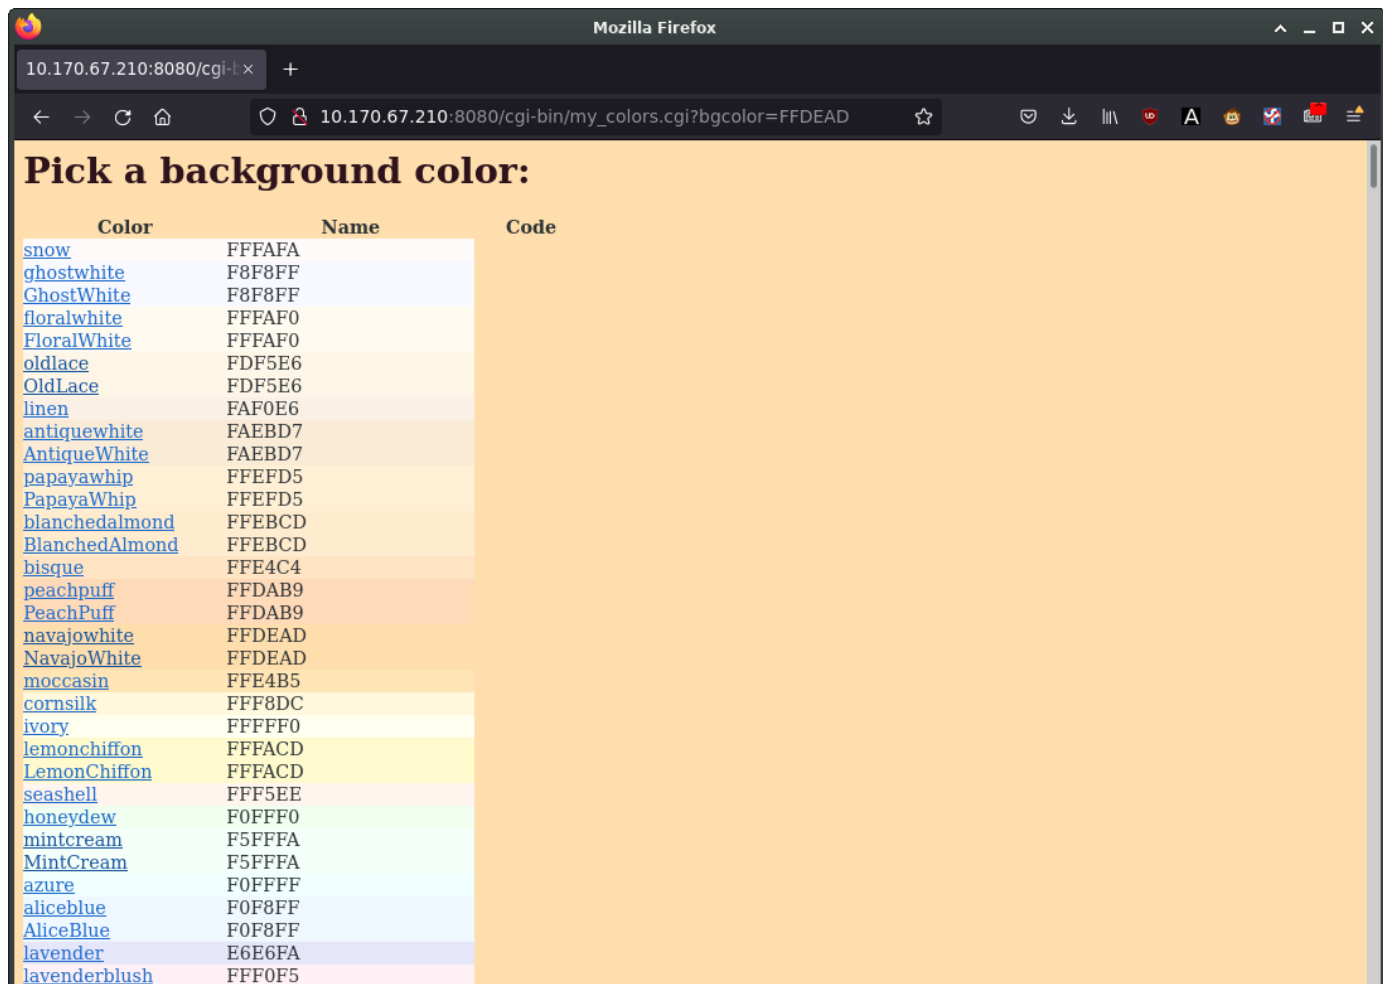 Mozilla Firefox
10.170.67.210:8080/cgi-b
10.170.67.210:8080/cgi-bin/my_colors.cgi?bgcolor=FFDEAD
Pick a background color:
Color Name Code
snow FFFAFA
ghostwhite F8F8FF
GhostWhite F8F8FF
floralwhite FFFAF0
FloralWhite FFFAF0
oldlace FDF5E6
OldLace FDF5E6
linen FAF0E6
antiquewhite FAEBD7
AntiqueWhite FAEBD7
papayawhip FFEFD5
PapayaWhip FFEFD5
blanchedalmond FFEBCD
BlanchedAlmond FFEBCD
bisque FFE4C4
peachpuff FFDAB9
PeachPuff FFDAB9
navajowhite FFDEAD
NavajoWhite FFDEAD
moccasin FFE4B5
cornsilk FFF8DC
ivory FFFFF0
lemonchiffon FFFACD
LemonChiffon FFFACD
seashell FFF5EE
honeydew F0FFF0
mintcream F5FFFA
MintCream F5FFFA
azure F0FFFF
aliceblue F0F8FF
AliceBlue F0F8FF
lavender E6E6FA
lavenderblush FFF0F5